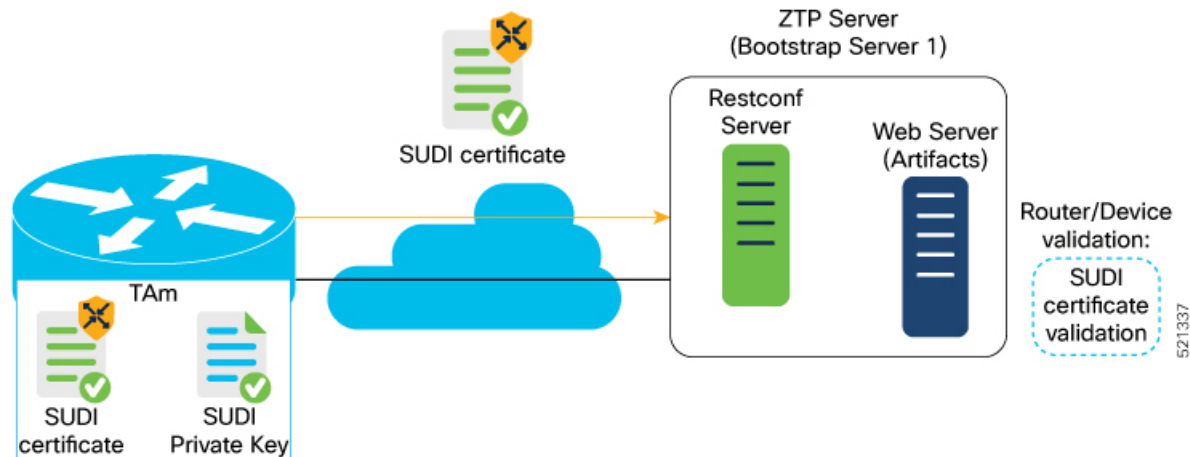 ZTP Server
(Bootstrap Server 1)
Restconf
Server
Web Server
(Artifacts)
SUDI certificate
Router/Device
validation:
SUDI
certificate
validation
TAm
SUDI
certificate
SUDI
Private Key
521337